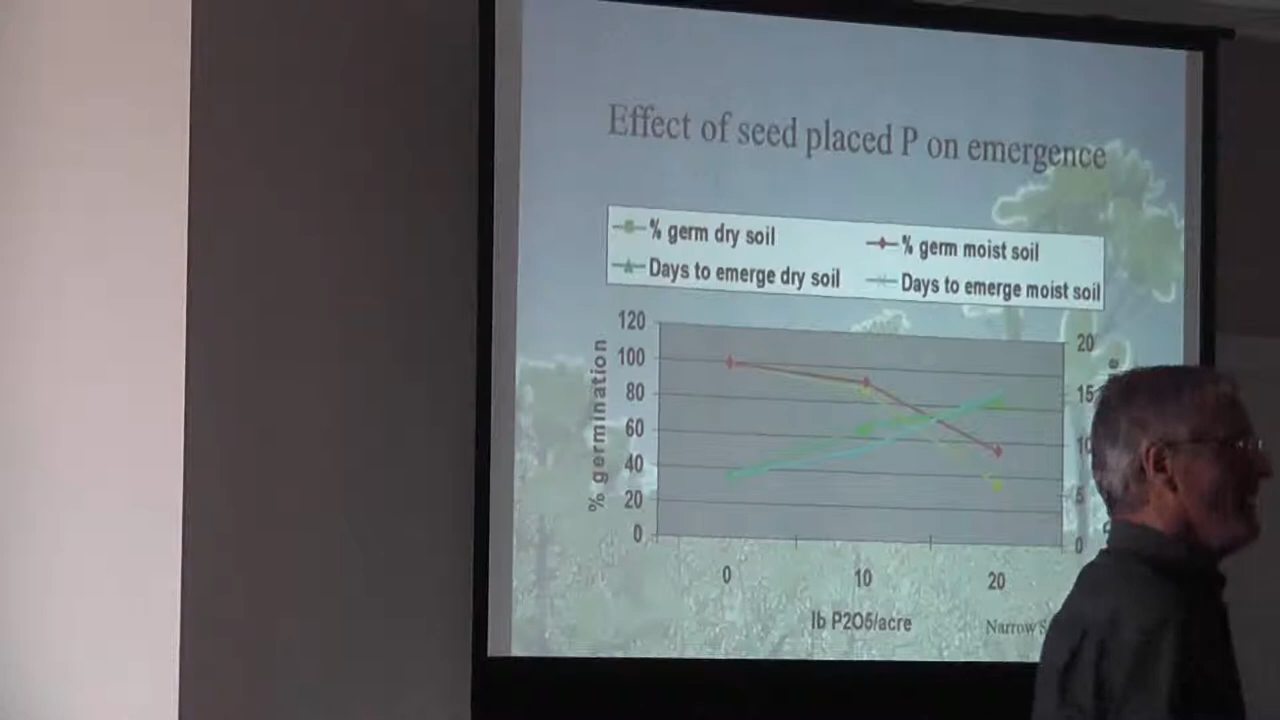 Effect of seed placed P on emergence
% germ dry soil
% germ moist soil
Days to emerge dry soil
Days to emerge moist soil
120
100
80
60
40
20
0
% germination
20
15
10
5
0
0
10
20
lb P2O5/acre
Narrow